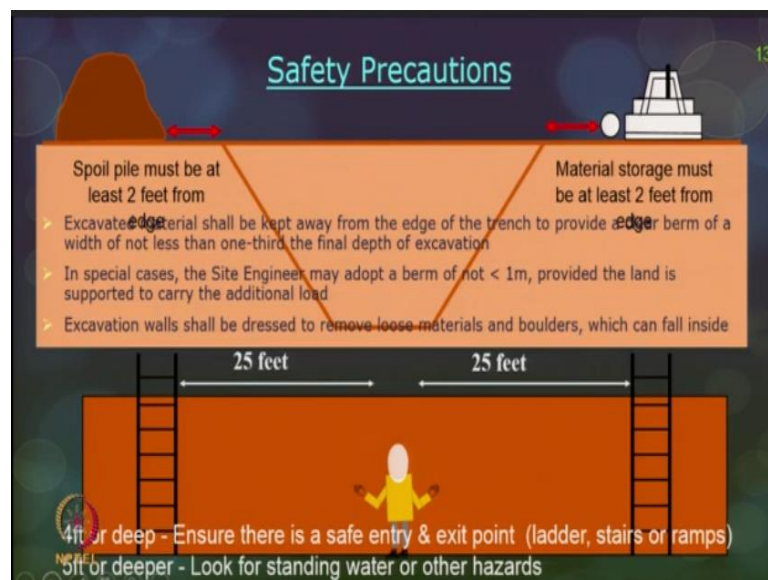 Safety Precautions
13
Spoil pile must be at
least 2 feet from
edge
Material storage must
be at least 2 feet from
edge
Excavated material shall be kept away from the edge of the trench to provide a berm of a
width of not less than one-third the final depth of excavation
In special cases, the Site Engineer may adopt a berm of not < 1m, provided the land is
supported to carry the additional load
Excavation walls shall be dressed to remove loose materials and boulders, which can fall inside
25 feet
25 feet
4ft or deep - Ensure there is a safe entry & exit point (ladder, stairs or ramps)
5ft or deeper - Look for standing water or other hazards
NPTEL